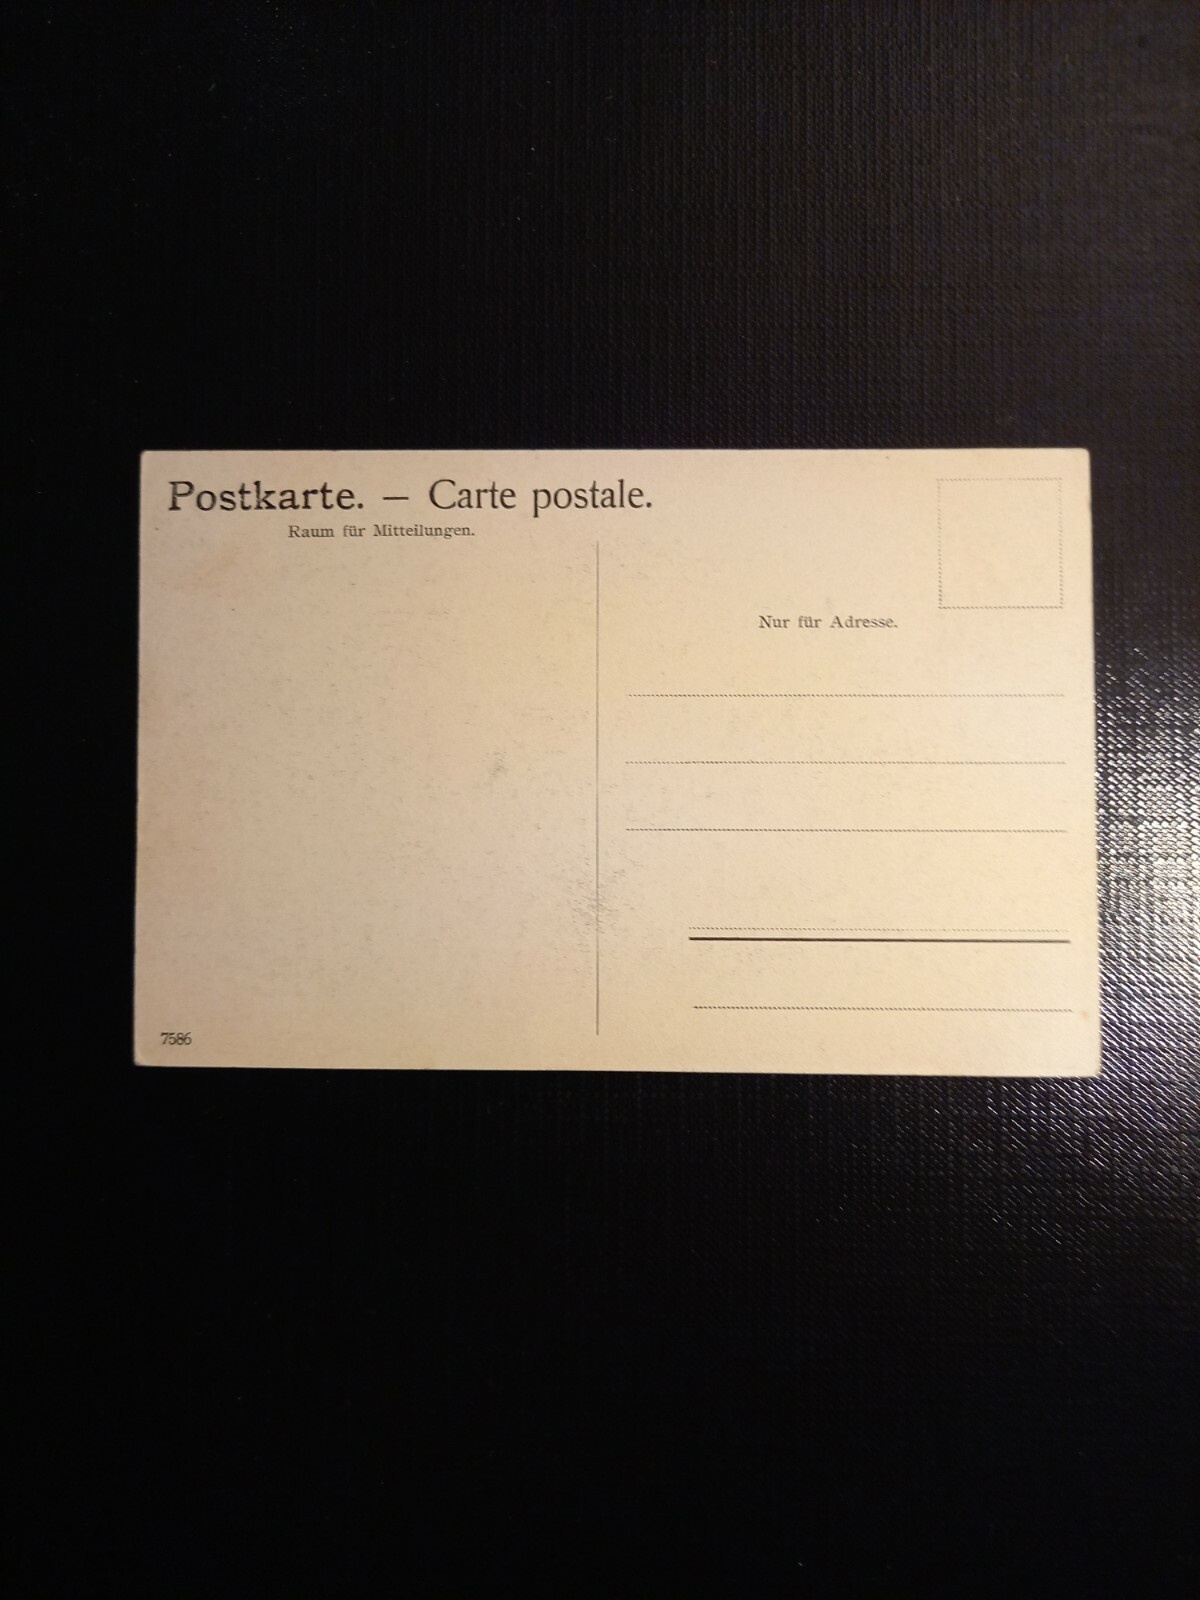 Postkarte. — Carte postale.
Raum für Mitteilungen.
Nur für Adresse.
7586